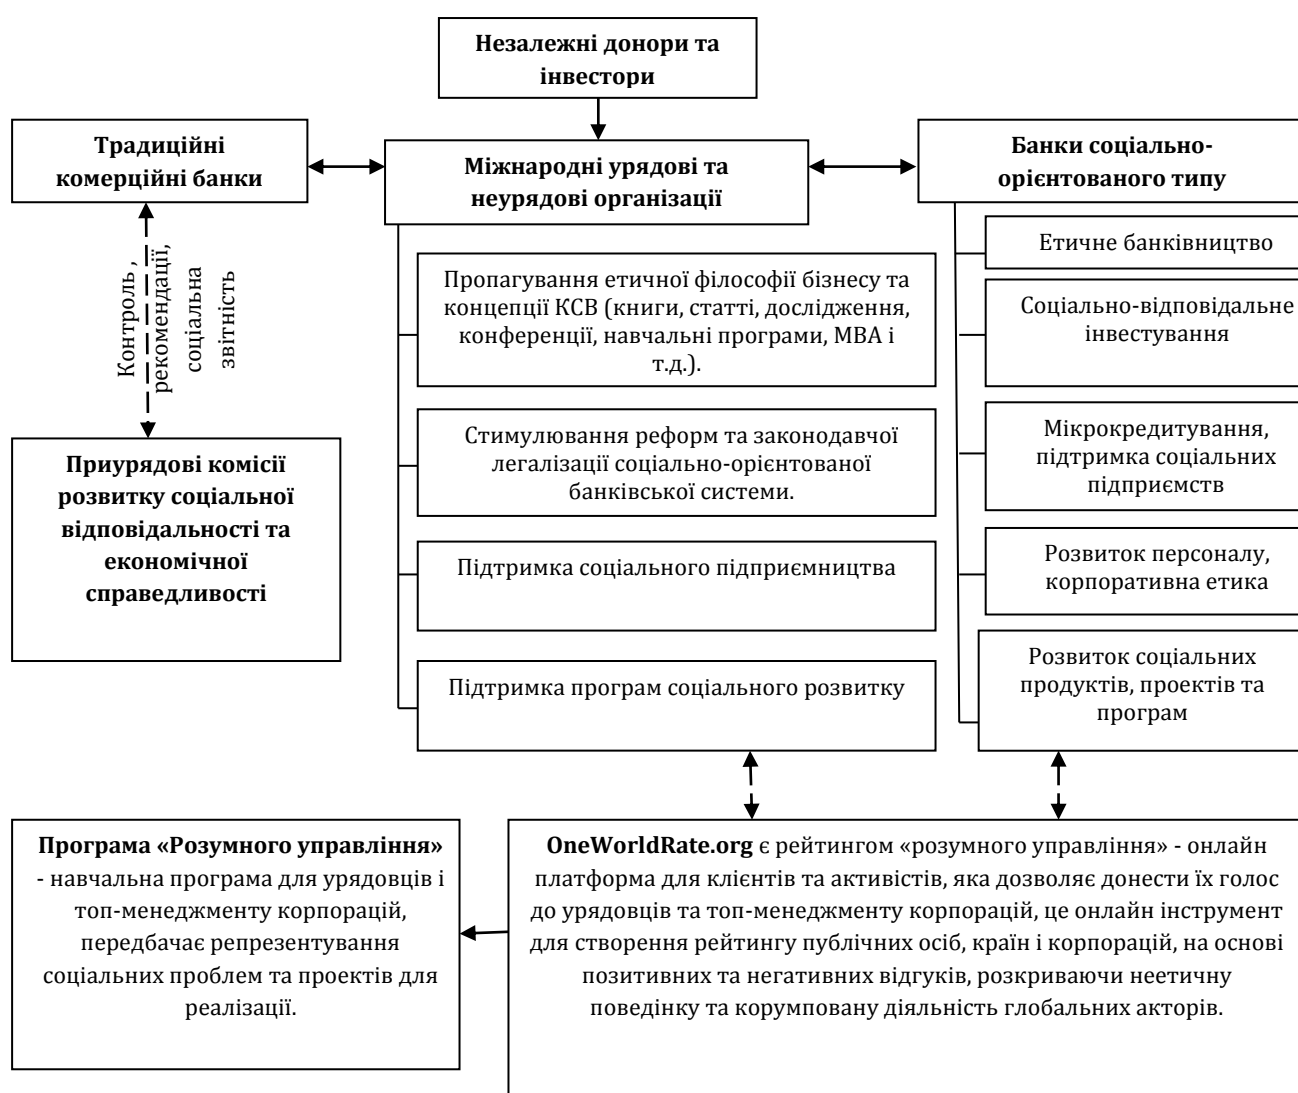 Незалежні донори та
інвестори
Традиційні
комерційні банки
Міжнародні урядові та
неурядові організації
Банки соціально-
орієнтованого типу
Контроль ,
рекомендації,
соціальна
звітність
Приурядові комісії
розвитку соціальної
відповідальності та
економічної
справедливості
Пропагування етичної філософії бізнесу та
концепції КСВ (книги, статті, дослідження,
конференції, навчальні програми, МВА і
т.д.).
Стимулювання реформ та законодавчої
легалізації соціально-орієнтованої
банківської системи.
Підтримка соціального підприємництва
Підтримка програм соціального розвитку
Етичне банківництво
Соціально-відповідальне
інвестування
Мікрокредитування,
підтримка соціальних
підприємств
Розвиток персоналу,
корпоративна етика
Розвиток соціальних
продуктів, проектів та
програм
Програма «Розумного управління»
- навчальна програма для урядовців і
топ-менеджменту корпорацій,
передбачає репрезентування
соціальних проблем та проектів для
реалізації.
OneWorldRate.org є рейтингом «розумного управління» - онлайн
платформа для клієнтів та активістів, яка дозволяє донести їх голос
до урядовців та топ-менеджменту корпорацій, це онлайн інструмент
для створення рейтингу публічних осіб, країн і корпорацій, на основі
позитивних та негативних відгуків, розкриваючи неетичну
поведінку та корумповану діяльність глобальних акторів.